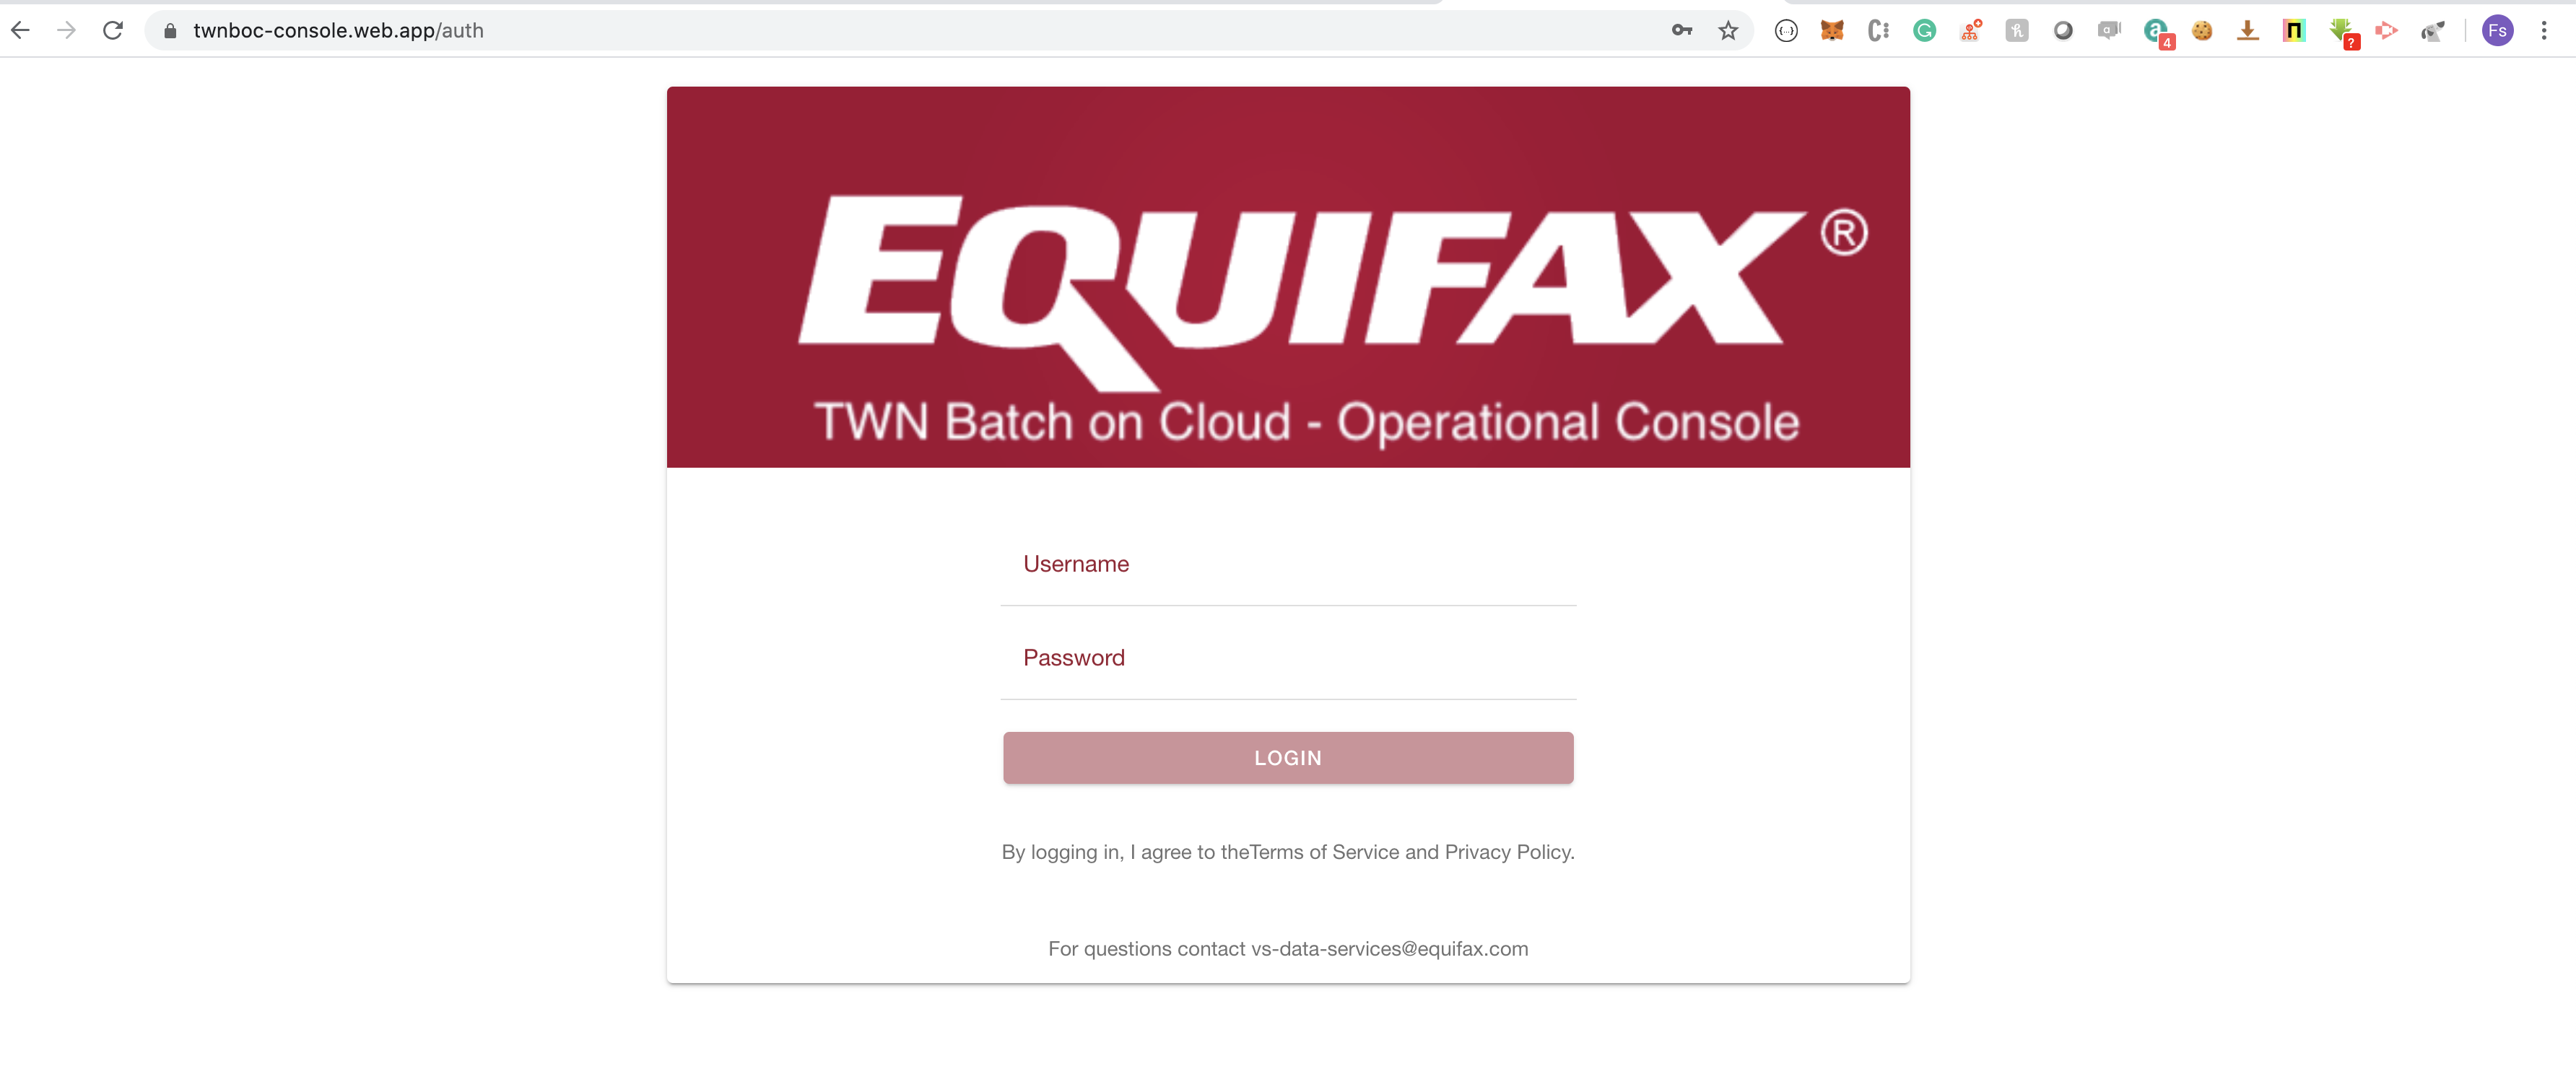 twnboc-console.web.app/auth
4
?
Fs
EQUIFAX®
TWN Batch on Cloud - Operational Console
Username
Password
LOGIN
By logging in, I agree to theTerms of Service and Privacy Policy.
For questions contact vs-data-services@equifax.com